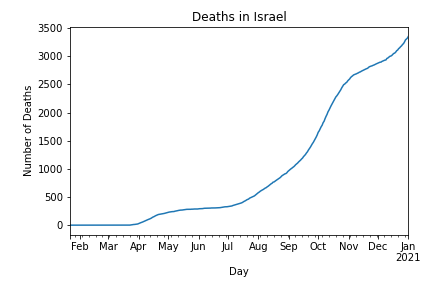 Deaths in Israel
3500
3000
2500
2000
1500
1000
500
0
Number of Deaths
Feb Mar Apr May Jun Jul Aug Sep Oct Nov Dec Jan
2021
Day